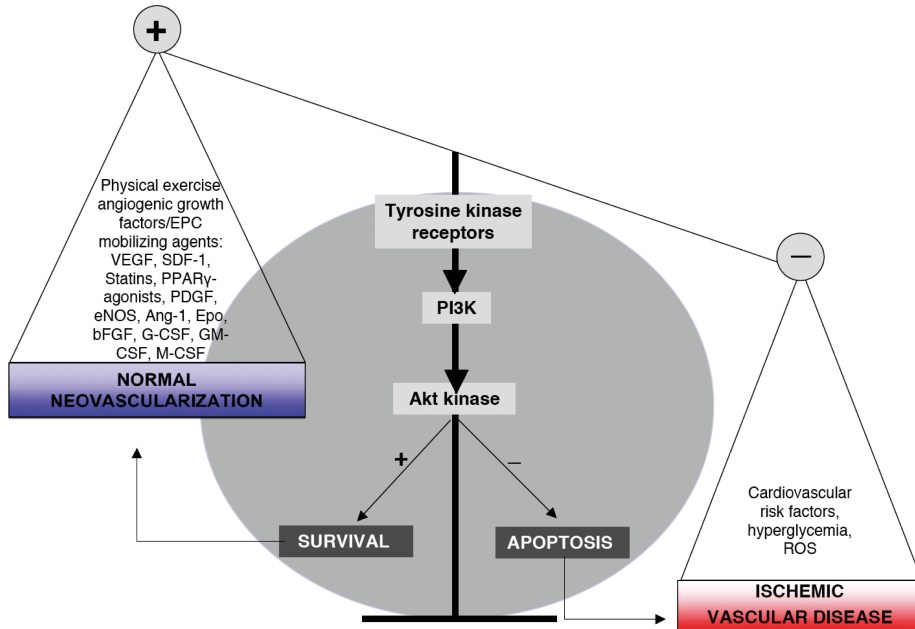 +
Physical exercise
angiogenic growth
factors/EPC
mobilizing agents:
VEGF, SDF-1,
Statins, PPARγ-
agonists, PDGF,
eNOS, Ang-1, Epo,
bFGF, G-CSF, GM-
CSF, M-CSF
NORMAL
NEOVASCULARIZATION
Tyrosine kinase
receptors
PI3K
Akt kinase
+
–
SURVIVAL
APOPTOSIS
–
Cardiovascular
risk factors,
hyperglycemia,
ROS
ISCHEMIC
VASCULAR DISEASE